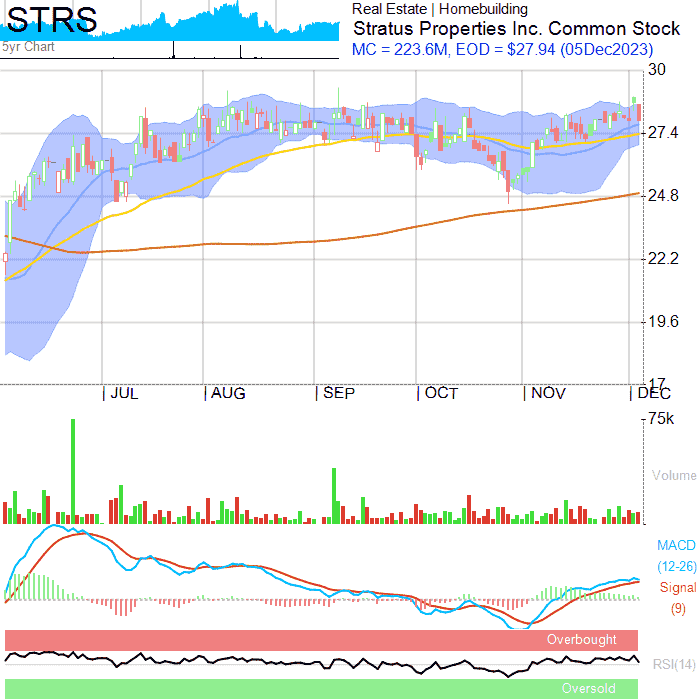 STRS
5yr Chart
Real Estate | Homebuilding
Stratus Properties Inc. Common Stock
MC = 223.6M, EOD = $27.94 (05Dec2023)
30
27.4
24.8
22.2
19.6
17
JUL AUG SEP OCT NOV DEC
75k
Volume
MACD
(12-26)
Signal
(9)
Overbought
RSI(14)
Oversold